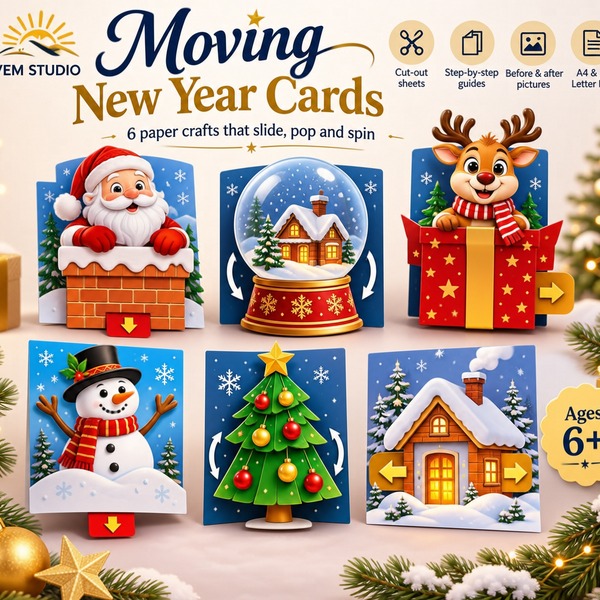 VEM STUDIO
Moving
New Year Cards
6 paper crafts that slide, pop and spin
Cut-out
sheets
Step-by-step
guides
Before & after
pictures
A4 &
Letter
Ages
6+